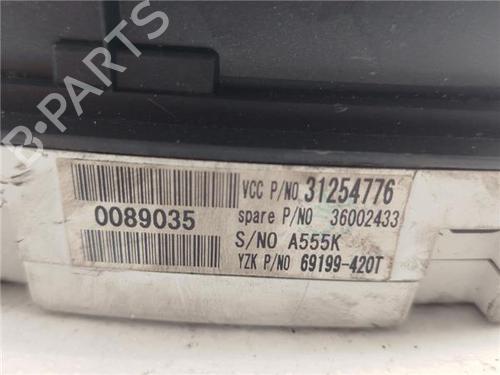 VCC P/NO 31254776
0089035
spare P/NO 36002433
S/NO A555K
YZK P/NO 69199-420T
B-PARTS